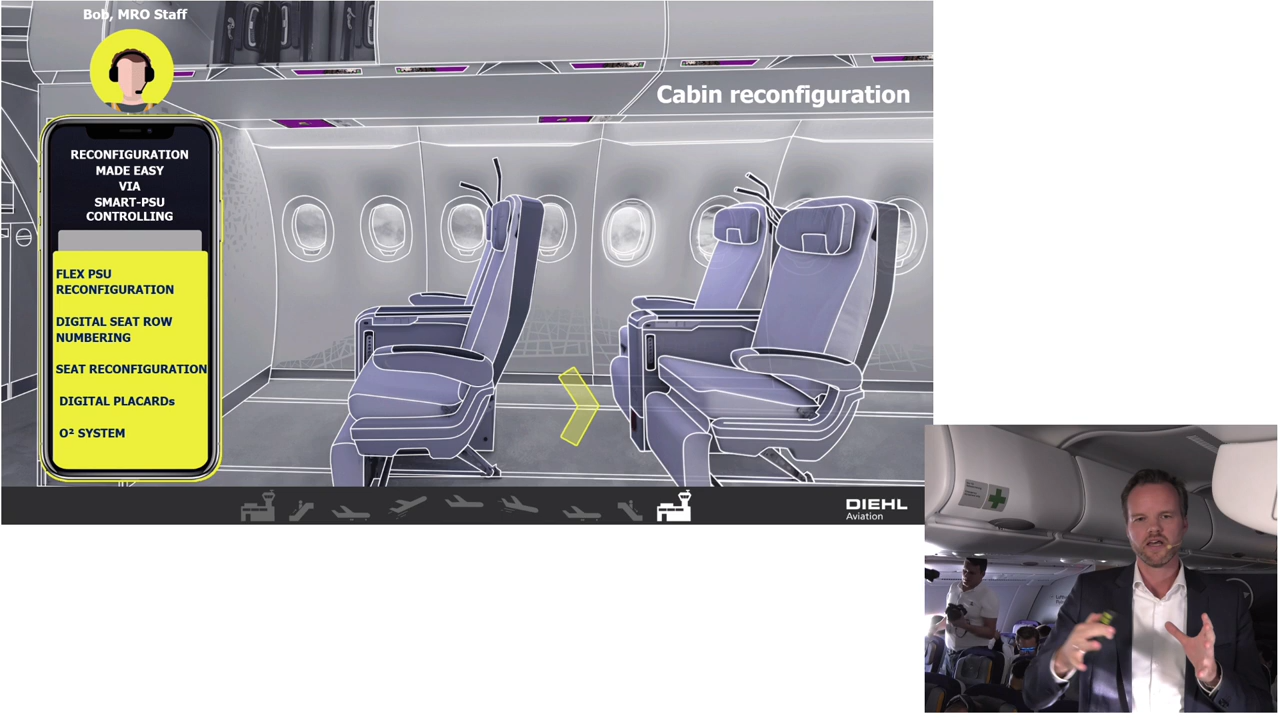 Bob, MRO Staff
Cabin reconfiguration
RECONFIGURATION
MADE EASY
VIA
SMART-PSU
CONTROLLING
FLEX PSU
RECONFIGURATION
DIGITAL SEAT ROW
NUMBERING
SEAT RECONFIGURATION
DIGITAL PLACARDs
O² SYSTEM
DIEHL
Aviation